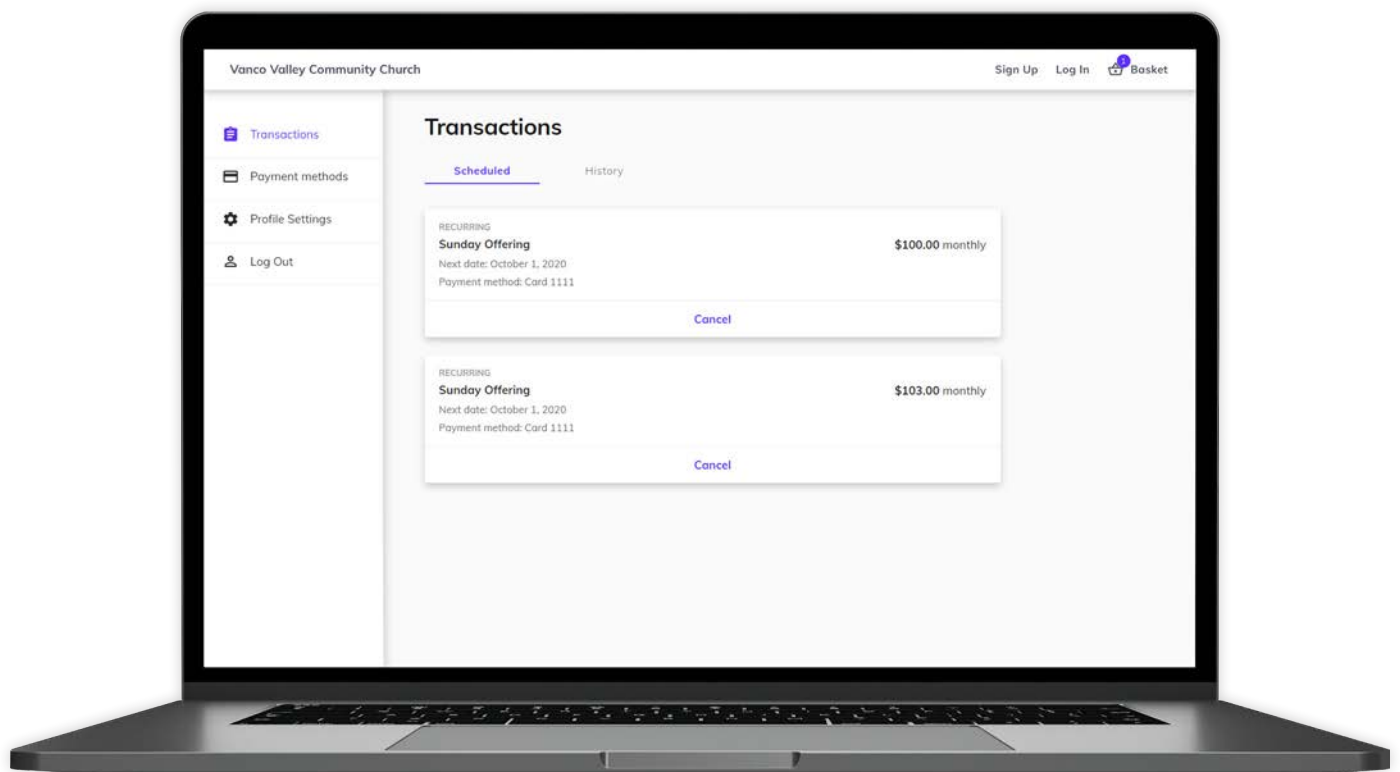 Vanco Valley Community Church
Sign Up Log In 1 Basket
Transactions
Payment methods
Profile Settings
Log Out
Transactions
Scheduled History
RECURRING
Sunday Offering $100.00 monthly
Next date: October 1, 2020
Payment method: Card 1111
Cancel
RECURRING
Sunday Offering $103.00 monthly
Next date: October 1, 2020
Payment method: Card 1111
Cancel